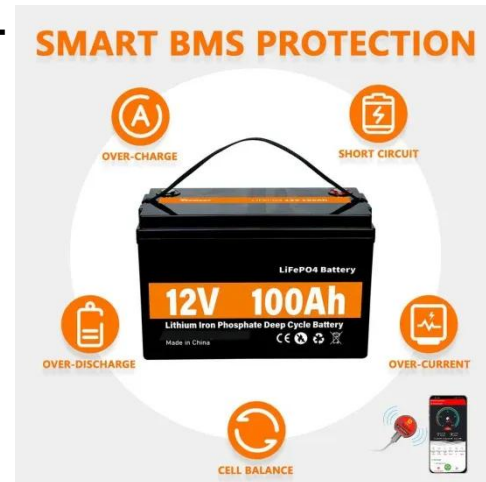 SMART BMS PROTECTION
A
OVER-CHARGE
SHORT CIRCUIT
LiFePO4 Battery
12V 100Ah
Lithium Iron Phosphate Deep Cycle Battery
Made in China
CE
OVER-DISCHARGE
OVER-CURRENT
CELL BALANCE